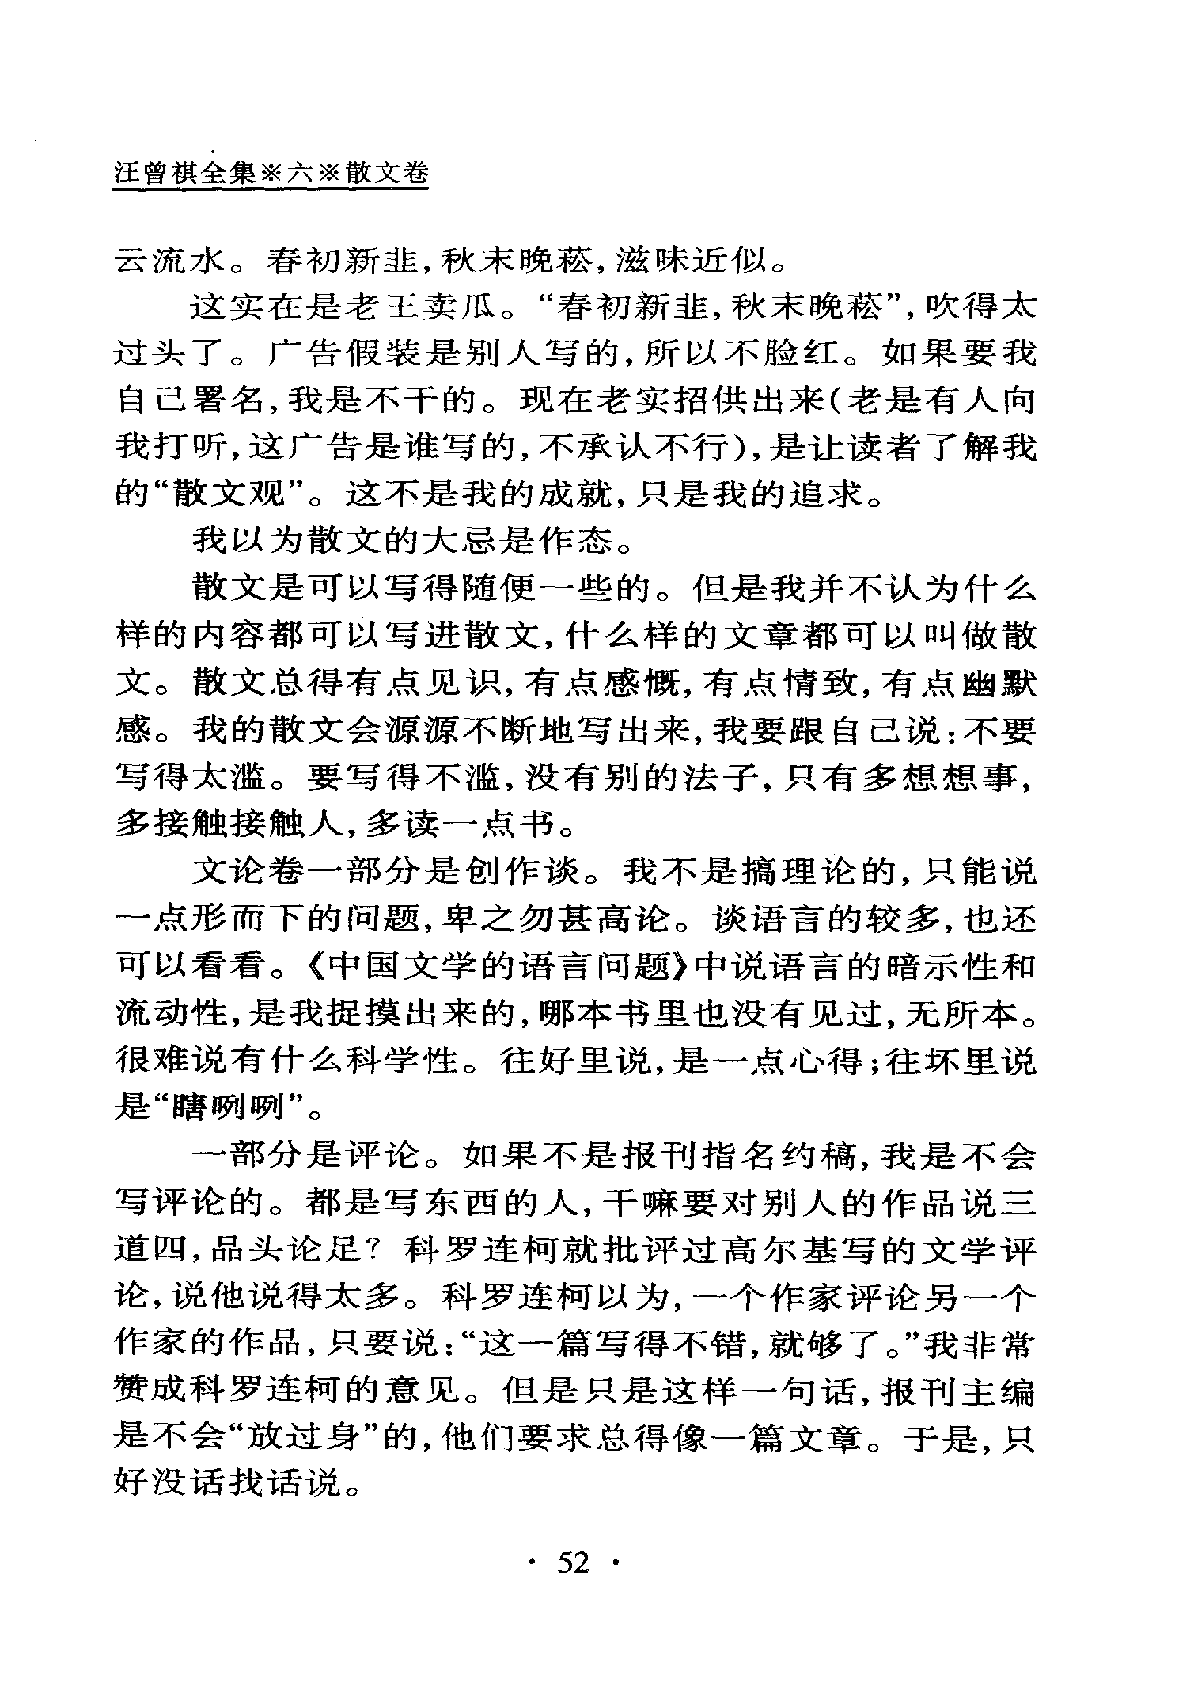 汪曾祺全集※六※散文卷
云流水。春初新韭,秋末晚菘,滋味近似。
这实在是老王卖瓜。“春初新韭,秋末晚菘”,吹得太
过头了。广告假装是别人写的,所以不脸红。如果要我
自己署名,我是不干的。现在老实招供出来(老是有人向
我打听,这广告是谁写的,不承认不行),是让读者了解我
的“散文观”。这不是我的成就,只是我的追求。
我以为散文的大忌是作态。
散文是可以写得随便一些的。但是我并不认为什么
样的内容都可以写进散文,什么样的文章都可以叫做散
文。散文总得有点见识,有点感慨,有点情致,有点幽默
感。我的散文会源源不断地写出来,我要跟自己说:不要
写得太滥。要写得不滥,没有别的法子,只有多想想事,
多接触接触人,多读一点书。
文论卷一部分是创作谈。我不是搞理论的,只能说
一点形而下的问题,卑之勿甚高论。谈语言的较多,也还
可以看看。《中国文学的语言问题》中说语言的暗示性和
流动性,是我捉摸出来的,哪本书里也没有见过,无所本。
很难说有什么科学性。往好里说,是一点心得;往坏里说
是“瞎咧咧”。
一部分是评论。如果不是报刊指名约稿,我是不会
写评论的。都是写东西的人,干嘛要对别人的作品说三
道四,品头论足?科罗连柯就批评过高尔基写的文学评
论,说他说得太多。科罗连柯以为,一个作家评论另一个
作家的作品,只要说:“这一篇写得不错,就够了。”我非常
赞成科罗连柯的意见。但是只是这样一句话,报刊主编
是不会“放过身”的,他们要求总得像一篇文章。于是,只
好没话找话说。
· 52 ·